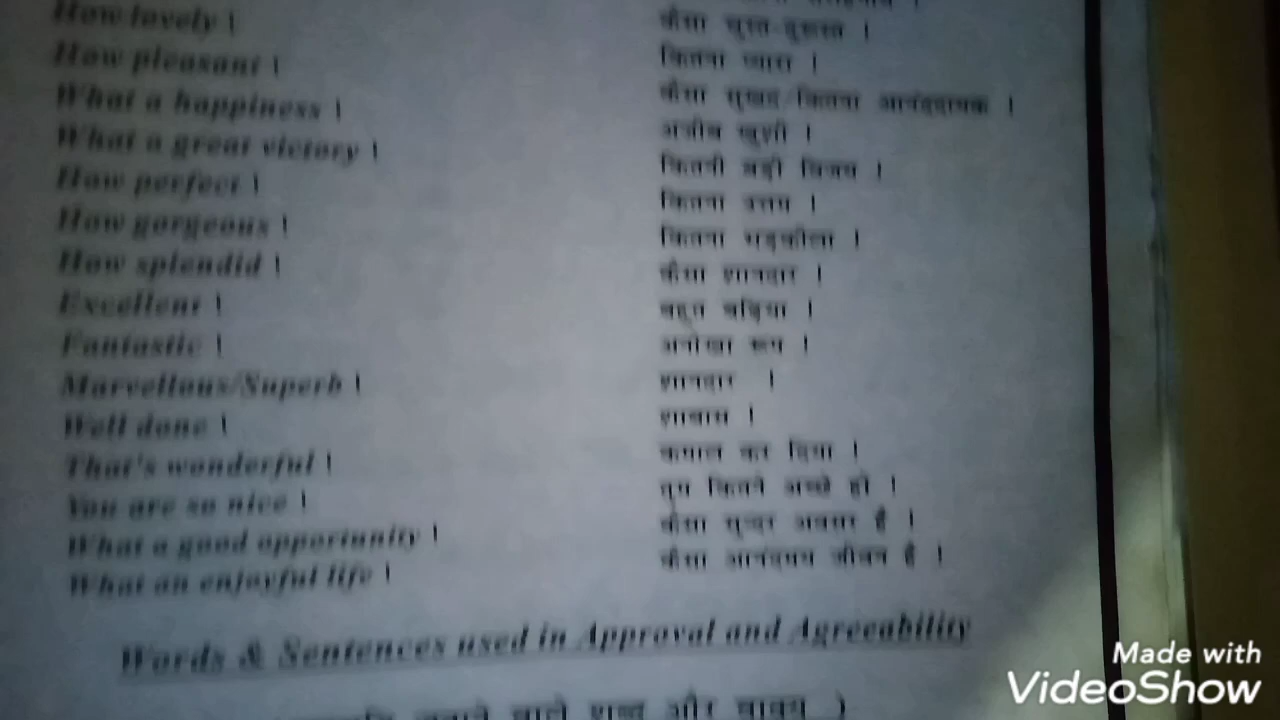 How lovely !
कैसा चुस्त-दुरुस्त !
How pleasant !
कितना प्यारा !
What a happiness !
कैसा सुखद/कितना आनंददायक !
What a great victory !
अजीब खुशी !
How perfect !
कितनी बड़ी विजय !
How gorgeous !
कितना उत्तम !
How splendid !
कितना भड़कीला !
Excellent !
कैसा शानदार !
Fantastic !
बहुत बढ़िया !
Marvellous/Superb !
अनोखा रूप !
Well done !
शानदार !
That's wonderful !
शाबास !
You are so nice !
कमाल कर दिया !
What a good opportunity !
तुम कितने अच्छे हो !
What an enjoyful life !
कैसा सुन्दर अवसर है !
कैसा आनंदमय जीवन है !
Words & Sentences used in Approval and Agreeability
वाले शब्द और वाक्य )
Made with
VideoShow